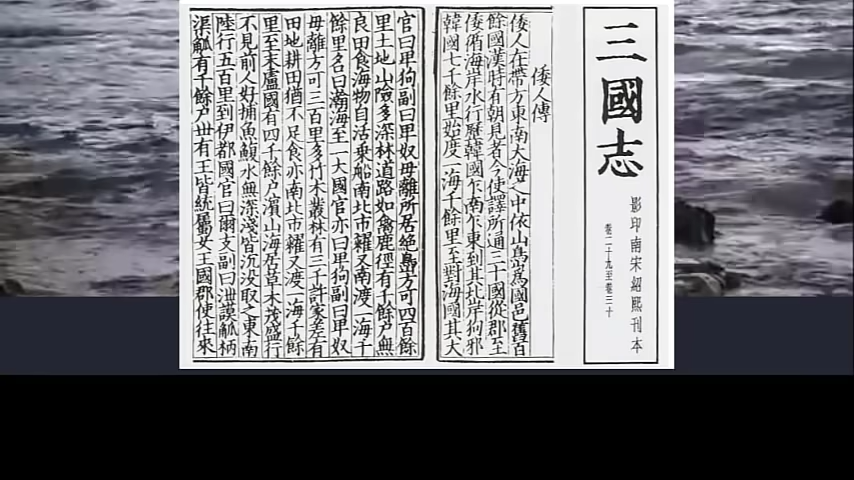 三國志
影印南宋紹熙刊本
卷二十九至卷三十
倭人傳
倭人在帶方東南大海之中依山㠀爲國邑舊百
餘國漢時有朝見者今使譯所通三十國從郡至
倭循海岸水行歷韓國乍南乍東到其北岸狗邪
韓國七千餘里始度一海千餘里至對海國其大
官曰卑狗副曰卑奴毋離所居絶㠀方可四百餘
里土地山險多深林道路如禽鹿徑有千餘戶無
良田食海物自活乗船南北市糴又南渡一海千
餘里名曰瀚海至一大國官亦曰卑狗副曰卑奴
毋離方可三百里多竹木叢林有三千許家差有
田地耕田猶不足食亦南北市糴又渡一海千餘
里至末盧國有四千餘戶濱山海居草木茂盛行
不見前人好捕魚鰒水無深淺皆沉没取之東南
陸行五百里到伊都國官曰爾支副曰泄謨觚柄
渠觚有千餘戶世有王皆統屬女王國郡使往來